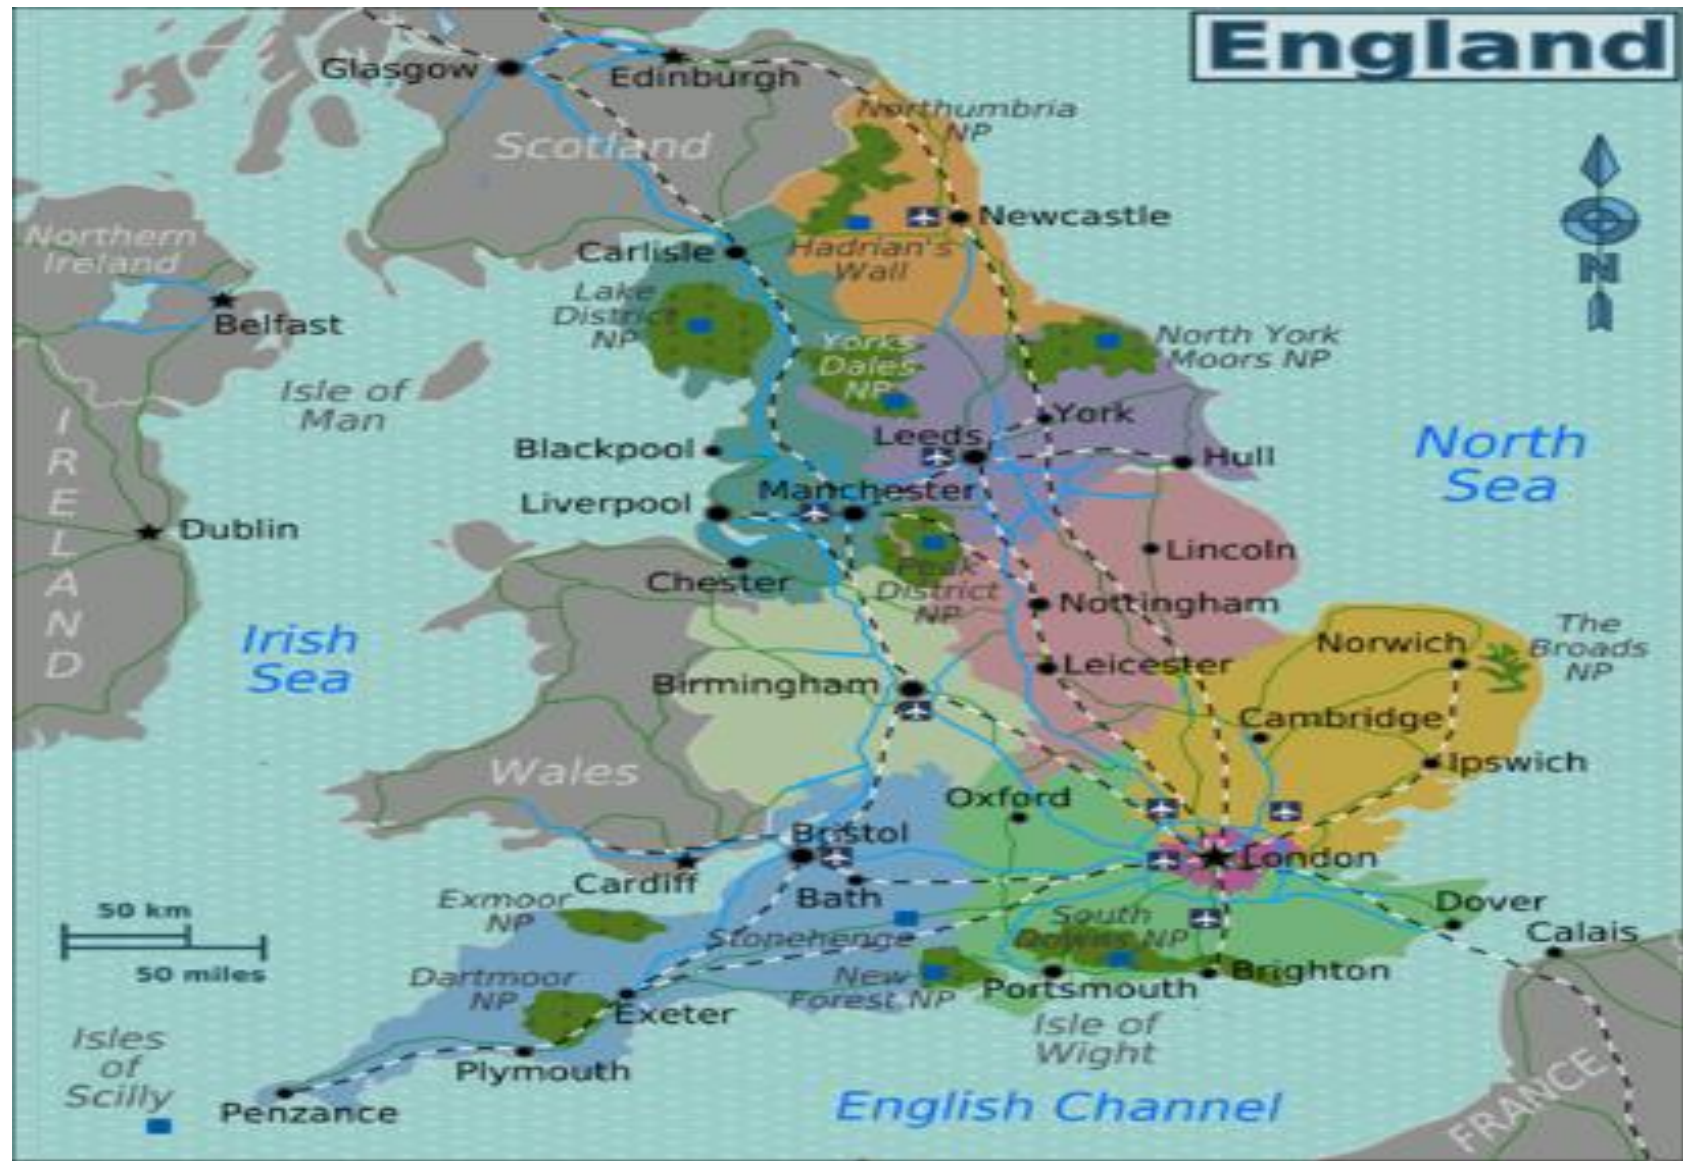 England
Glasgow
Edinburgh
Northumbria
NP
Scotland
Newcastle
Northern
Ireland
Carlisle
Hadrian's
Wall
Lake
District
NP
Belfast
Yorks
Dales
NP
North York
Moors NP
Isle of
Man
York
Leeds
Hull
North
Sea
Blackpool
Liverpool
Manchester
IRELAND
Dublin
Lincoln
Chester
Peak
District
NP
Nottingham
Irish
Sea
Norwich
The
Broads
NP
Leicester
Birmingham
Cambridge
Wales
Ipswich
Oxford
Bristol
London
Cardiff
Bath
Exmoor
NP
Dover
50 km
50 miles
South
Downs NP
Stonehenge
Calais
Dartmoor
NP
New
Forest NP
Portsmouth
Brighton
Exeter
Isle of
Wight
Isles
of
Scilly
Plymouth
Penzance
English Channel
FRANCE
N